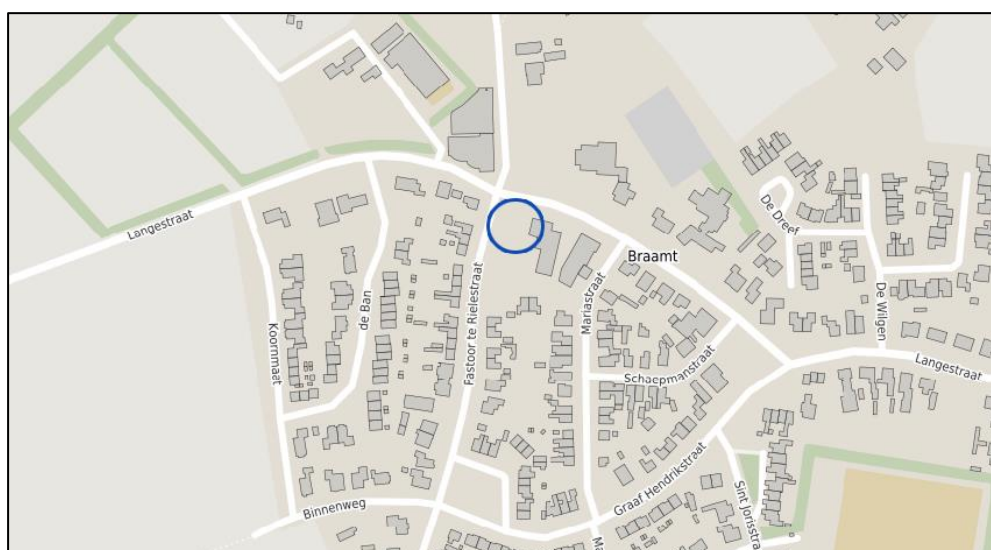 Langestraat
De Dreef
Braamt
Mariastraat
Pastoor te Rielestraat
de Ban
Koornmaat
De Wilgen
Langestraat
Schaepmanstraat
Graaf Hendrikstraat
Sint Jorisstra
Binnenweg
Ma